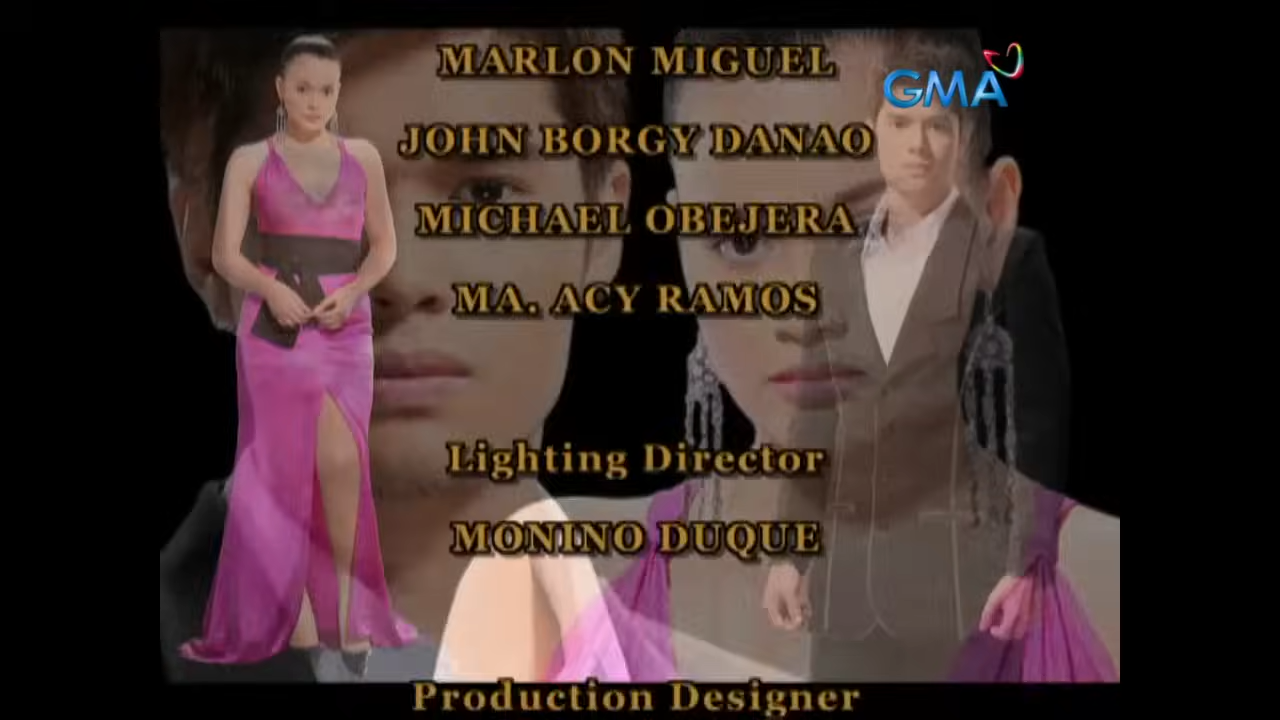 MARLON MIGUEL
GMA
JOHN BORGY DANAO
MICHAEL OBEJERA
MA. ACY RAMOS
Lighting Director
MONINO DUQUE
Production Designer